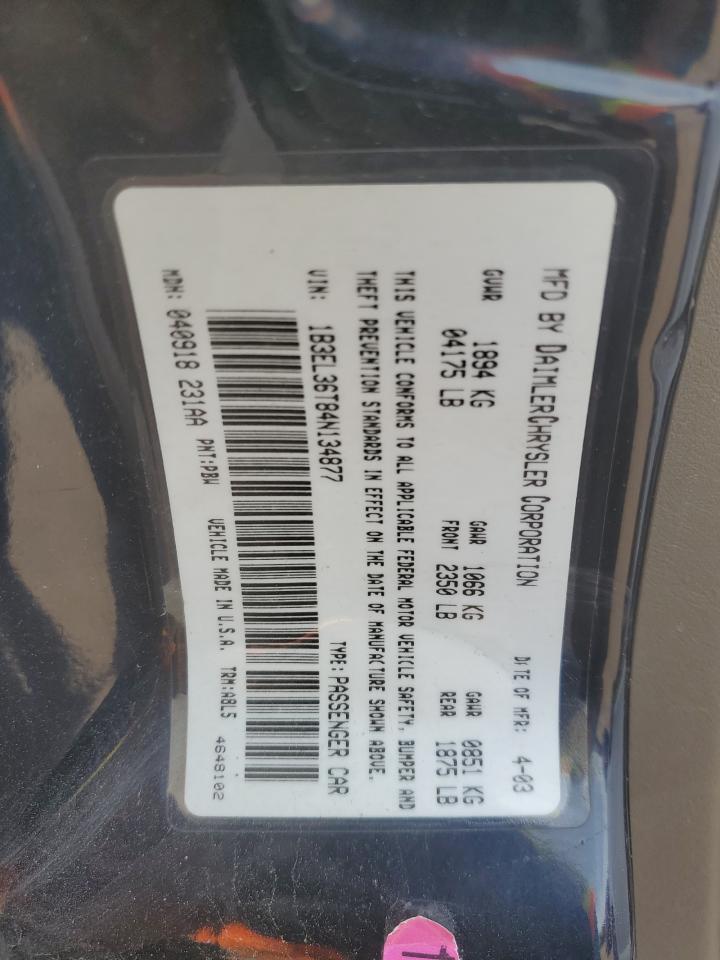 MFD BY DAIMLERCHRYSLER CORPORATION DATE OF MFR: 4-03
GVWR 1894 KG GAWR 1066 KG GAWR 0851 KG
04175 LB FRONT 2350 LB REAR 1875 LB
THIS VEHICLE CONFORMS TO ALL APPLICABLE FEDERAL MOTOR VEHICLE SAFETY, BUMPER AND
THEFT PREVENTION STANDARDS IN EFFECT ON THE DATE OF MANUFACTURE SHOWN ABOVE.
VIN: 1B3EL36T84N134877 TYPE: PASSENGER CAR
MDH: 040918 231AA PNT:PBW VEHICLE MADE IN U.S.A. TRM:A8L5 4648102